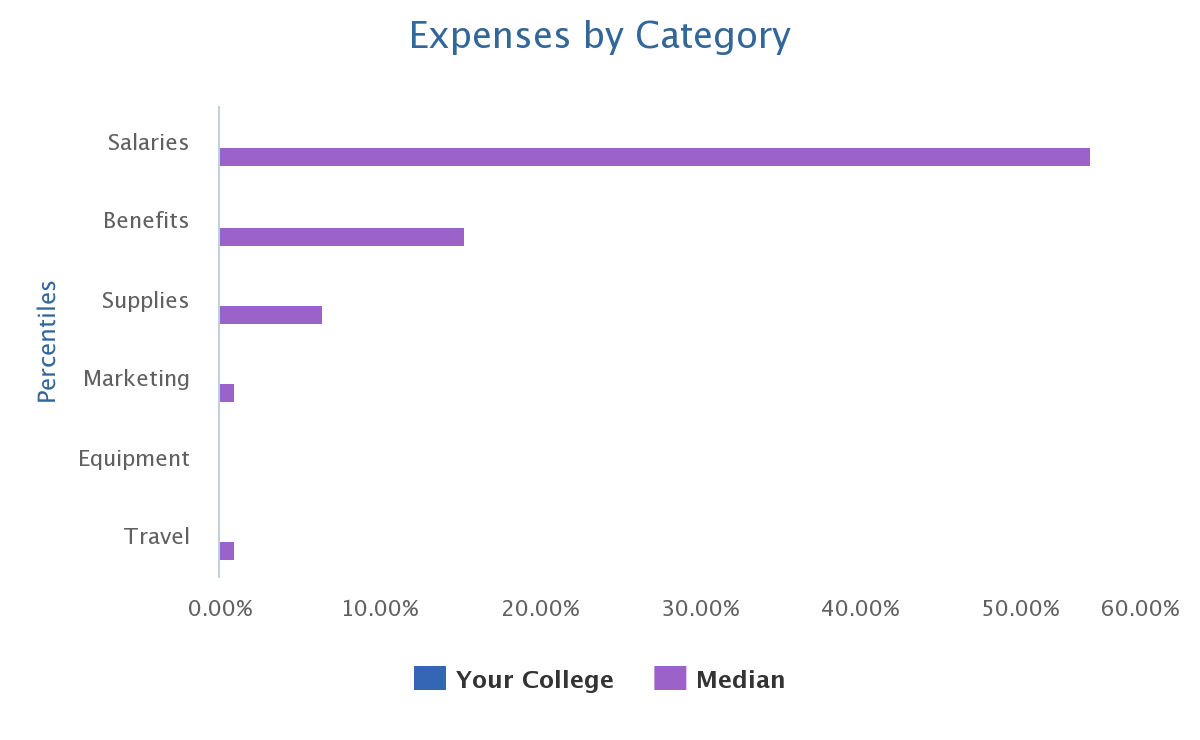 Expenses by Category
Percentiles
Salaries
Benefits
Supplies
Marketing
Equipment
Travel
0.00% 10.00% 20.00% 30.00% 40.00% 50.00% 60.00%
Your College Median